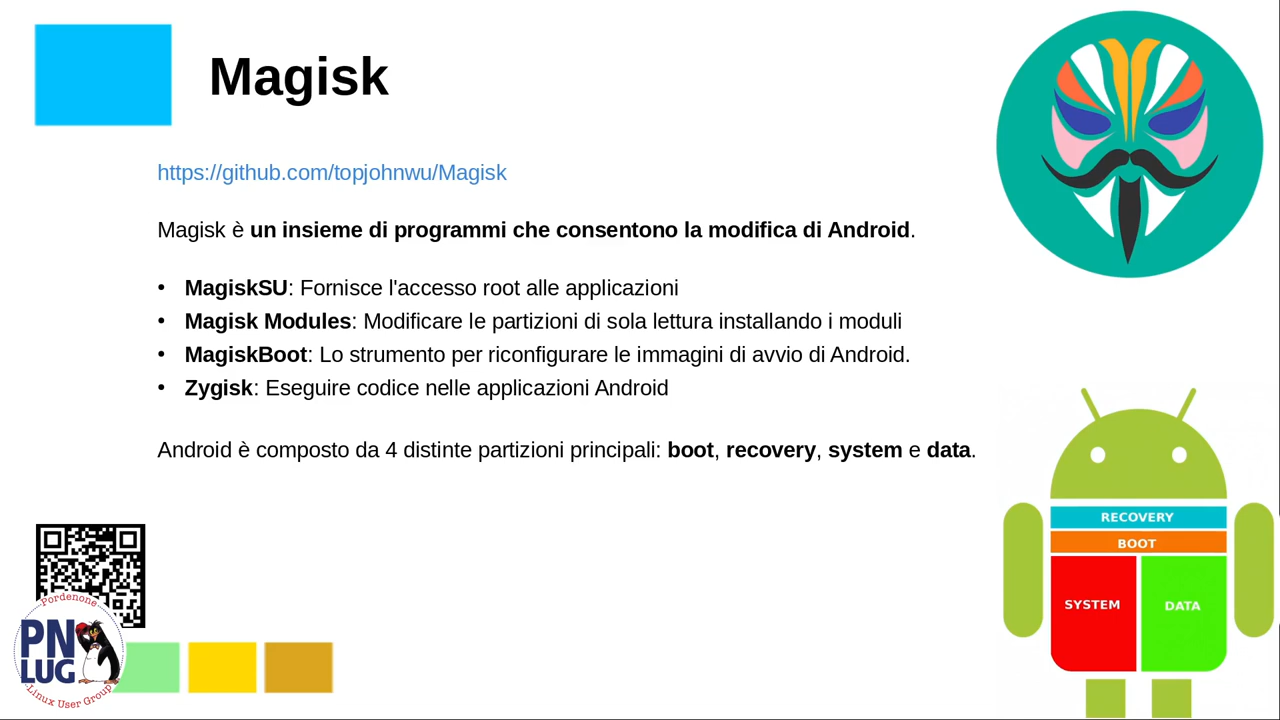 Magisk
https://github.com/topjohnwu/Magisk
Magisk è un insieme di programmi che consentono la modifica di Android.
• MagiskSU: Fornisce l'accesso root alle applicazioni
• Magisk Modules: Modificare le partizioni di sola lettura installando i moduli
• MagiskBoot: Lo strumento per riconfigurare le immagini di avvio di Android.
• Zygisk: Eseguire codice nelle applicazioni Android
Android è composto da 4 distinte partizioni principali: boot, recovery, system e data.
RECOVERY
BOOT
SYSTEM
DATA
Pordenone
PN
LUG
Linux User Group